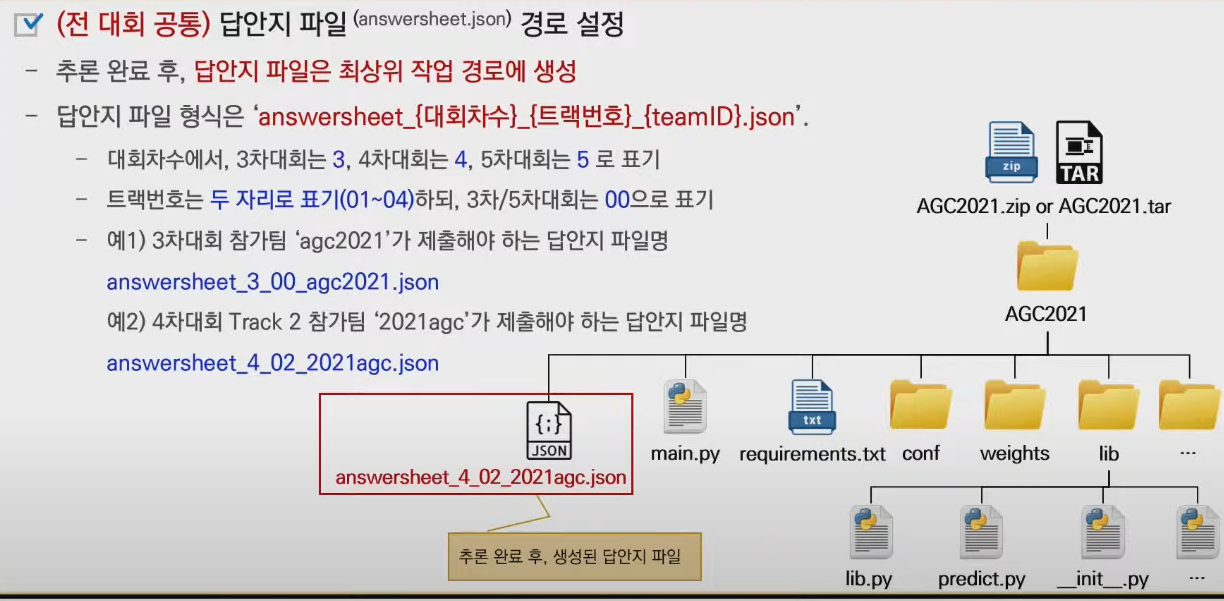 (전 대회 공통) 답안지 파일 (answersheet.json) 경로 설정
- 추론 완료 후, 답안지 파일은 최상위 작업 경로에 생성
- 답안지 파일 형식은 ‘answersheet_{대회차수}_{트랙번호}_{teamID}.json’.
- 대회차수에서, 3차대회는 3, 4차대회는 4, 5차대회는 5 로 표기
- 트랙번호는 두 자리로 표기(01~04)하되, 3차/5차대회는 00으로 표기
- 예1) 3차대회 참가팀 ‘agc2021’가 제출해야 하는 답안지 파일명
answersheet_3_00_agc2021.json
예2) 4차대회 Track 2 참가팀 ‘2021agc’가 제출해야 하는 답안지 파일명
answersheet_4_02_2021agc.json
zip
TAR
AGC2021.zip or AGC2021.tar
AGC2021
{;}
JSON
answersheet_4_02_2021agc.json
main.py
txt
requirements.txt
conf
weights
lib
...
추론 완료 후, 생성된 답안지 파일
lib.py
predict.py
__init__.py
...